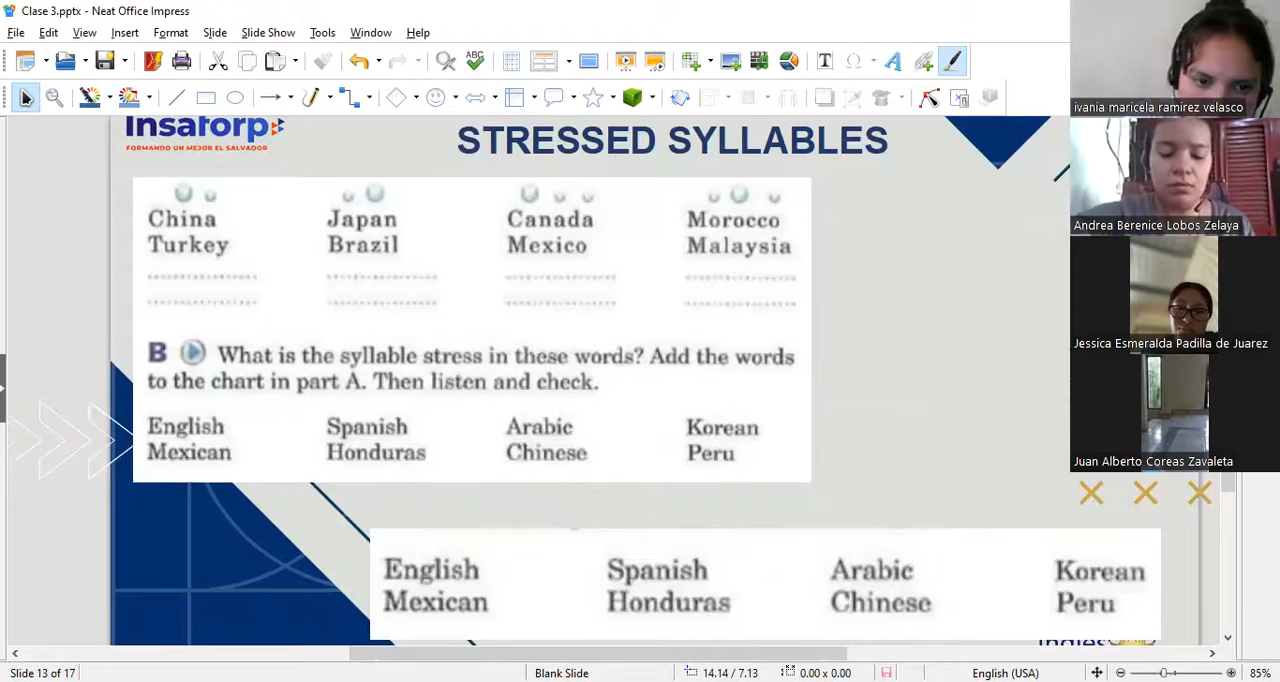 Clase 3.pptx - Neat Office Impress
File Edit View Insert Format Slide Slide Show Tools Window Help
Insaforp
FORMANDO UN MEJOR EL SALVADOR
STRESSED SYLLABLES
China Japan Canada Morocco
Turkey Brazil Mexico Malaysia
B What is the syllable stress in these words? Add the words
to the chart in part A. Then listen and check.
English Spanish Arabic Korean
Mexican Honduras Chinese Peru
English Spanish Arabic Korean
Mexican Honduras Chinese Peru
ivania maricela ramirez velasco
Andrea Berenice Lobos Zelaya
Jessica Esmeralda Padilla de Juarez
Juan Alberto Coreas Zavaleta
Slide 13 of 17 Blank Slide 14.14 / 7.13 0.00 x 0.00 English (USA) 85%